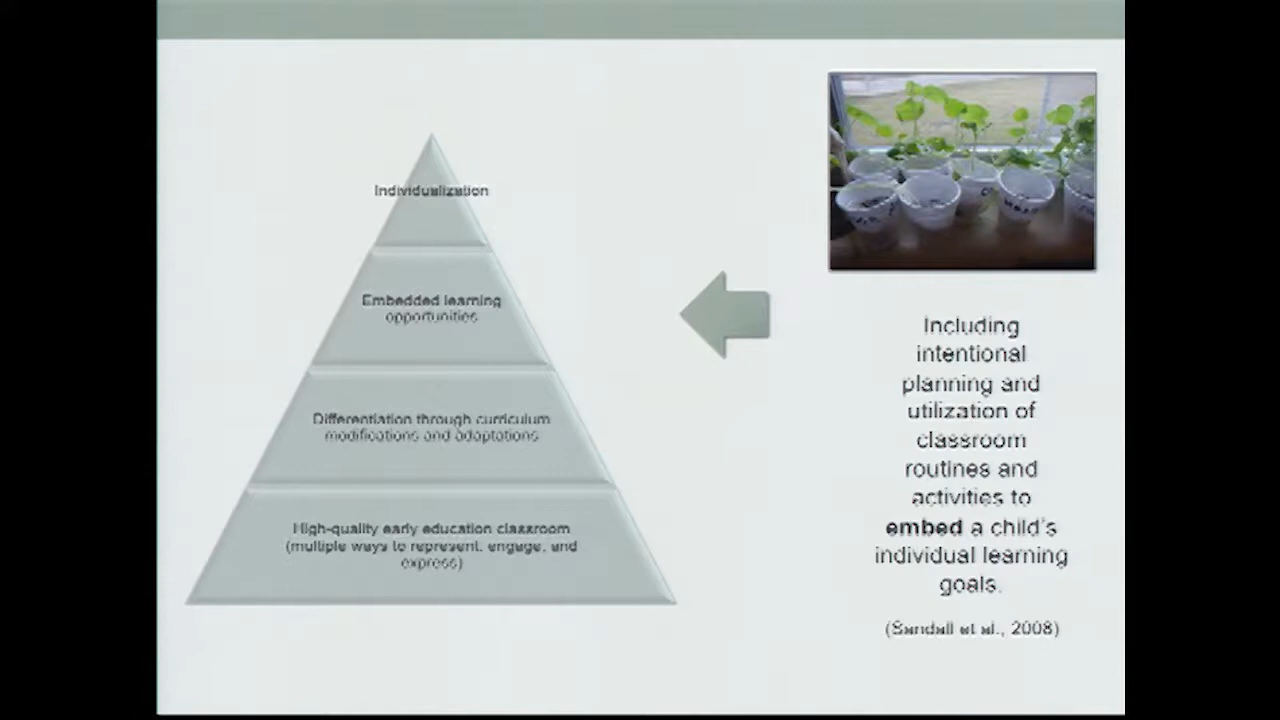 Individualization
Embedded learning
opportunities
Differentiation through curriculum
modifications and adaptations
High-quality early education classroom
(multiple ways to represent, engage, and
express)
Including
intentional
planning and
utilization of
classroom
routines and
activities to
embed a child's
individual learning
goals.
(Sandall et al., 2008)